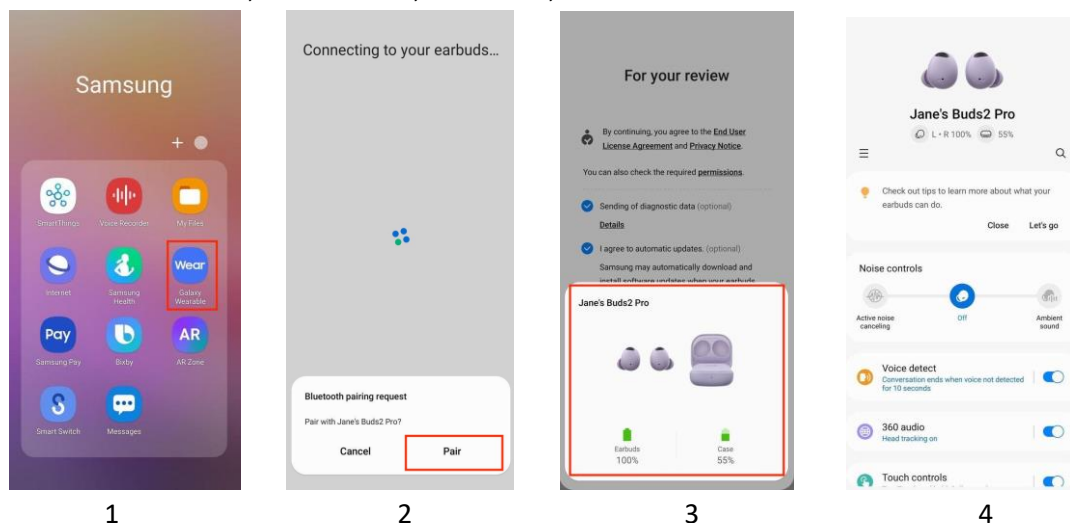 Samsung
+
SmartThings
Voice Recorder
My Files
Internet
Samsung
Health
Wear
Galaxy
Wearable
Pay
Samsung Pay
Bixby
AR
AR Zone
Smart Switch
Messages
1
Connecting to your earbuds...
Bluetooth pairing request
Pair with Jane's Buds2 Pro?
Cancel
Pair
2
For your review
By continuing, you agree to the End User
License Agreement and Privacy Notice.
You can also check the required permissions.
Sending of diagnostic data (optional)
Details
I agree to automatic updates. (optional)
Samsung may automatically download and
install software updates when your earbuds
Jane's Buds2 Pro
Earbuds
100%
Case
55%
3
Jane's Buds2 Pro
L • R 100% 55%
Check out tips to learn more about what your
earbuds can do.
Close Let's go
Noise controls
Active noise
canceling
Off
Ambient
sound
Voice detect
Conversation ends when voice not detected
for 10 seconds
360 audio
Head tracking on
Touch controls
4